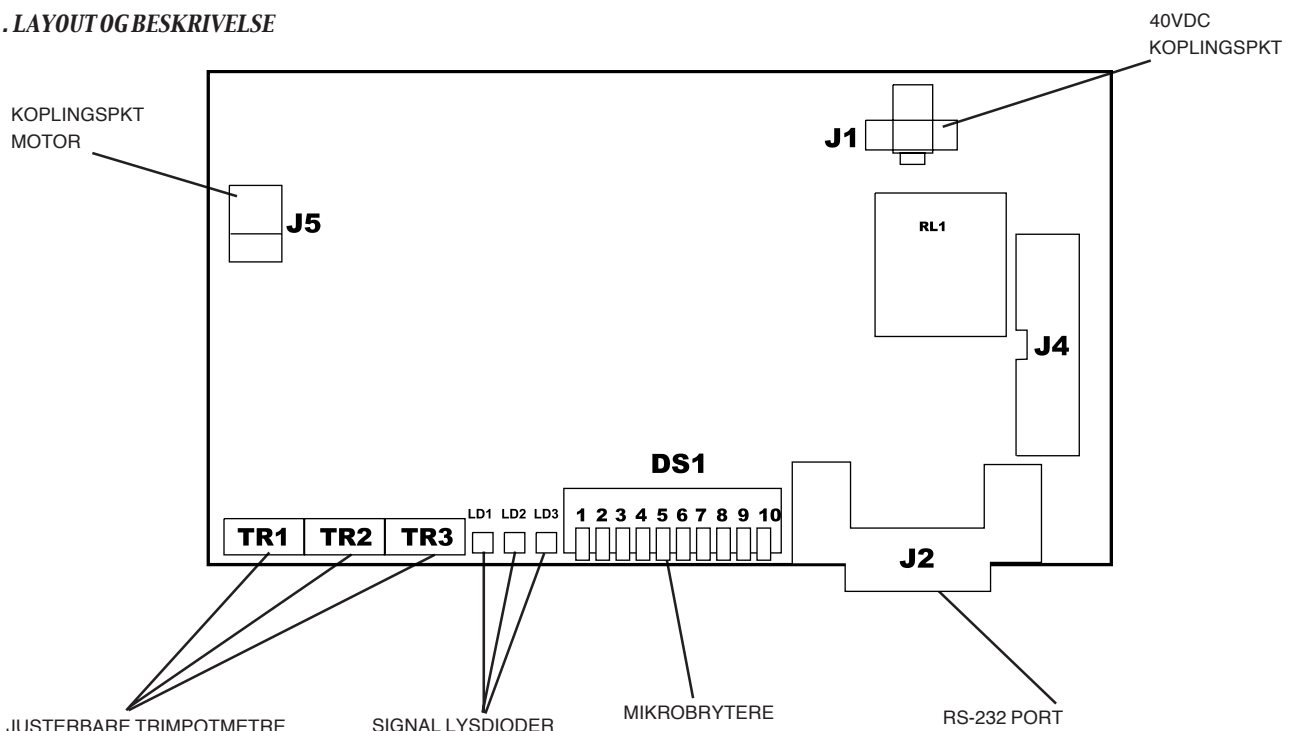 . LAYOUT OG BESKRIVELSE
40VDC
KOPLINGSPKT
KOPLINGSPKT
MOTOR
J1
J5
RL1
J4
DS1
LD1 LD2 LD3
1 2 3 4 5 6 7 8 9 10
TR1 TR2 TR3
J2
JUSTERBARE TRIMPOTMETRE
SIGNAL LYSDIODER
MIKROBRYTERE
RS-232 PORT